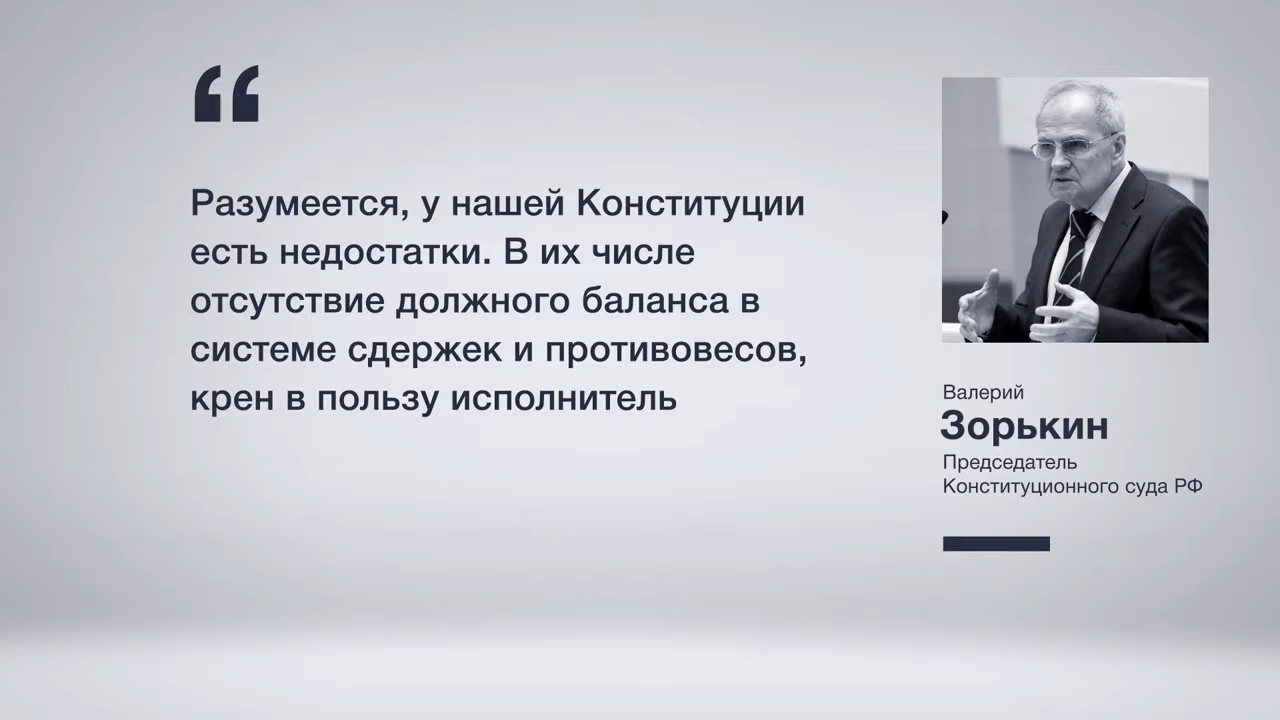 “
Разумеется, у нашей Конституции
есть недостатки. В их числе
отсутствие должного баланса в
системе сдержек и противовесов,
крен в пользу исполнитель
Валерий
Зорькин
Председатель
Конституционного суда РФ